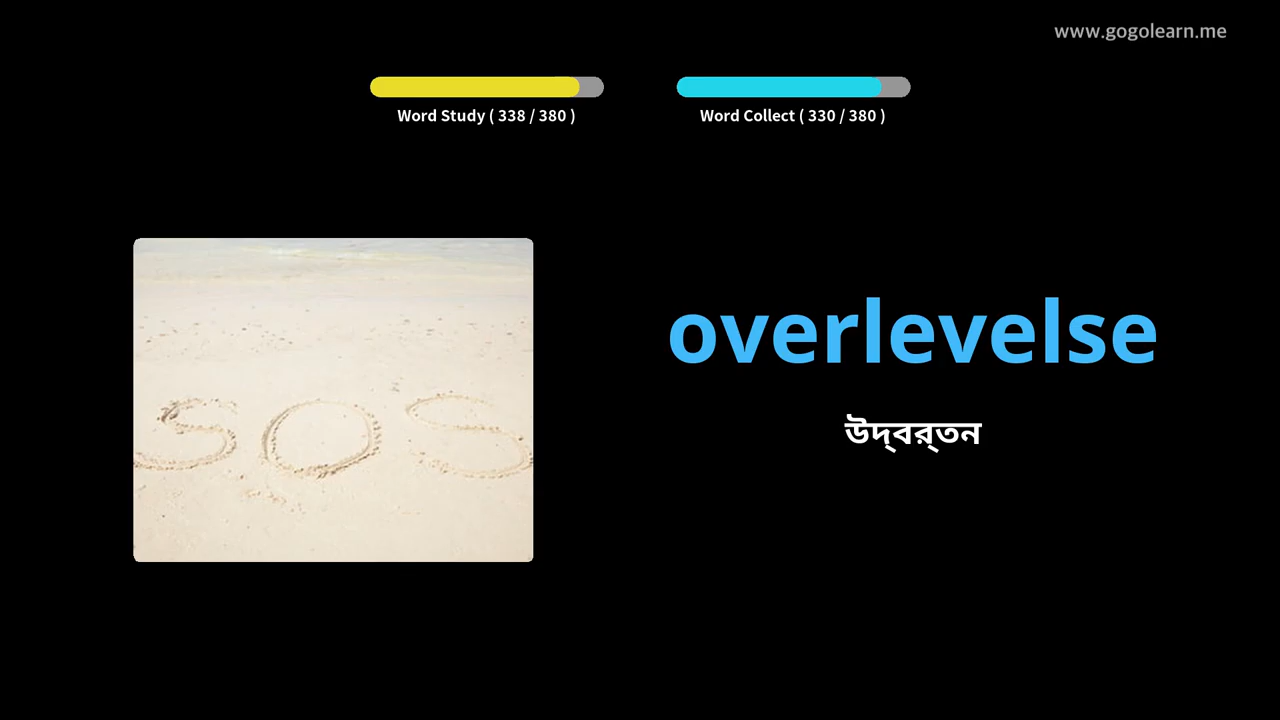 www.gogolearn.me
Word Study ( 338 / 380 )
Word Collect ( 330 / 380 )
SOS
overlevelse
উদ্‌বর্‌তন